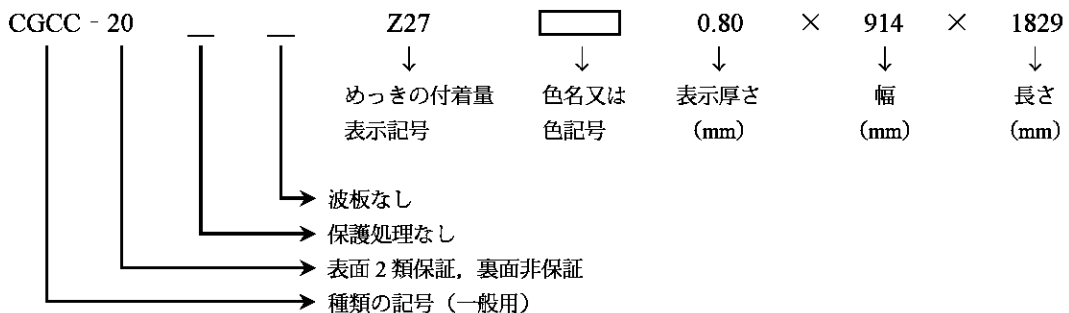 CGCC - 20 _ _ Z27 0.80 × 914 × 1829
↓ ↓ ↓ ↓ ↓
めっきの付着量 色名又は 表示厚さ 幅 長さ
表示記号 色記号 (mm) (mm) (mm)
波板なし
保護処理なし
表面2類保証，裏面非保証
種類の記号（一般用）